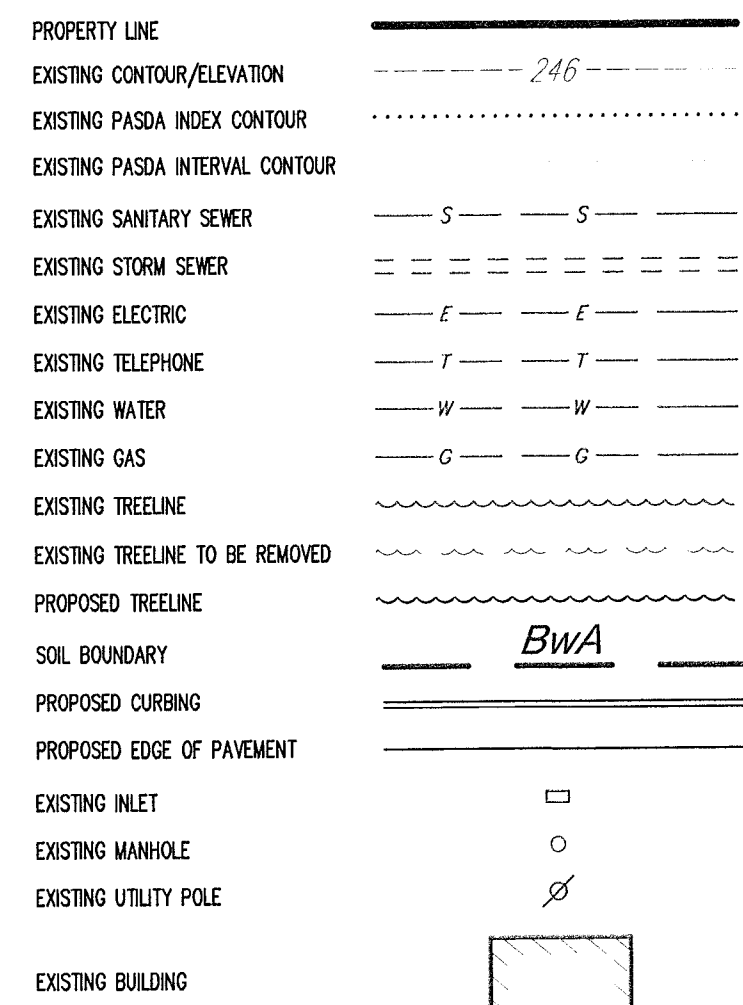 PROPERTY LINE
EXISTING CONTOUR/ELEVATION 246
EXISTING PASDA INDEX CONTOUR
EXISTING PASDA INTERVAL CONTOUR
EXISTING SANITARY SEWER S S
EXISTING STORM SEWER
EXISTING ELECTRIC E E
EXISTING TELEPHONE T T
EXISTING WATER W W
EXISTING GAS G G
EXISTING TREELINE
EXISTING TREELINE TO BE REMOVED
PROPOSED TREELINE
SOIL BOUNDARY BwA
PROPOSED CURBING
PROPOSED EDGE OF PAVEMENT
EXISTING INLET
EXISTING MANHOLE
EXISTING UTILITY POLE
EXISTING BUILDING